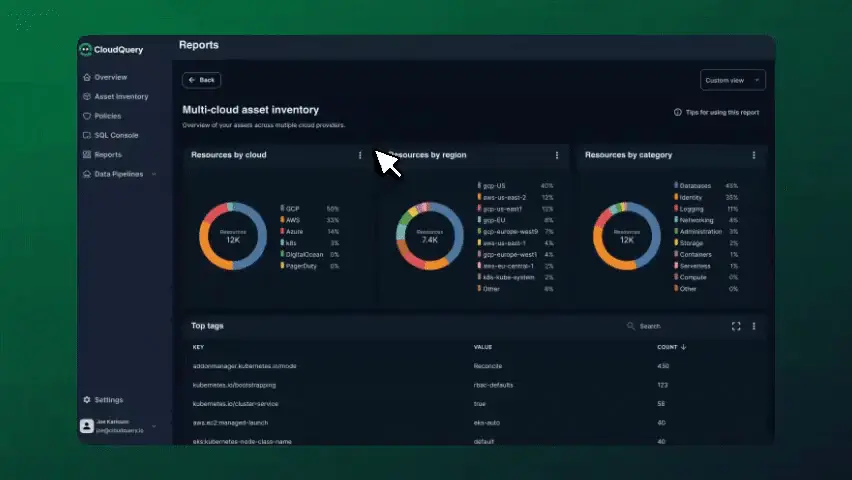 CloudQuery
Overview
Asset Inventory
Policies
SQL Console
Reports
Data Pipelines
Settings
joe@cloudquery.io
Reports
Back
Custom view
Multi-cloud asset inventory
Overview of your assets across multiple cloud providers.
Tips for using this report
Resources by cloud
Resources
12K
GCP 50%
AWS 33%
Azure 14%
k8s 3%
DigitalOcean 0%
PagerDuty 0%
Resources by region
Resources
7.4K
gcp-US 40%
aws-us-east-2 12%
gcp-us-east1 12%
gcp-EU
gcp-europe-west9 7%
aws-us-east-1 4%
gcp-europe-west1 4%
aws-eu-central-1 2%
k8s-kube-system 2%
Other
Resources by category
Resources
12K
Databases
Identity 35%
Logging 11%
Networking 4%
Administration 3%
Storage 2%
Containers 1%
Serverless 1%
Compute 0%
Other 0%
Top tags
Search
KEY VALUE COUNT
addonmanager.kubernetes.io/mode Reconcile
kubernetes.io/bootstrapping rbac-defaults 123
kubernetes.io/cluster-service true 58
aws:ec2:managed-launch eks-auto 40
eks:kubernetes-node-class-name default 40